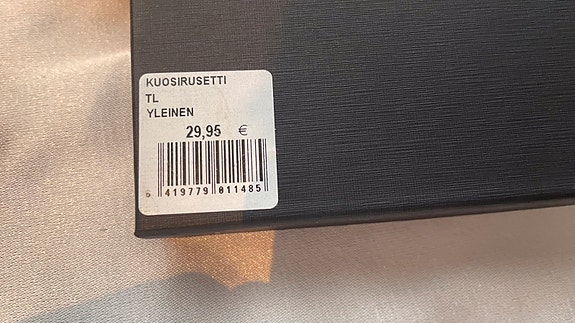 KUOSIRUSETTI
TL
YLEINEN
29,95 €
6 419779 011485